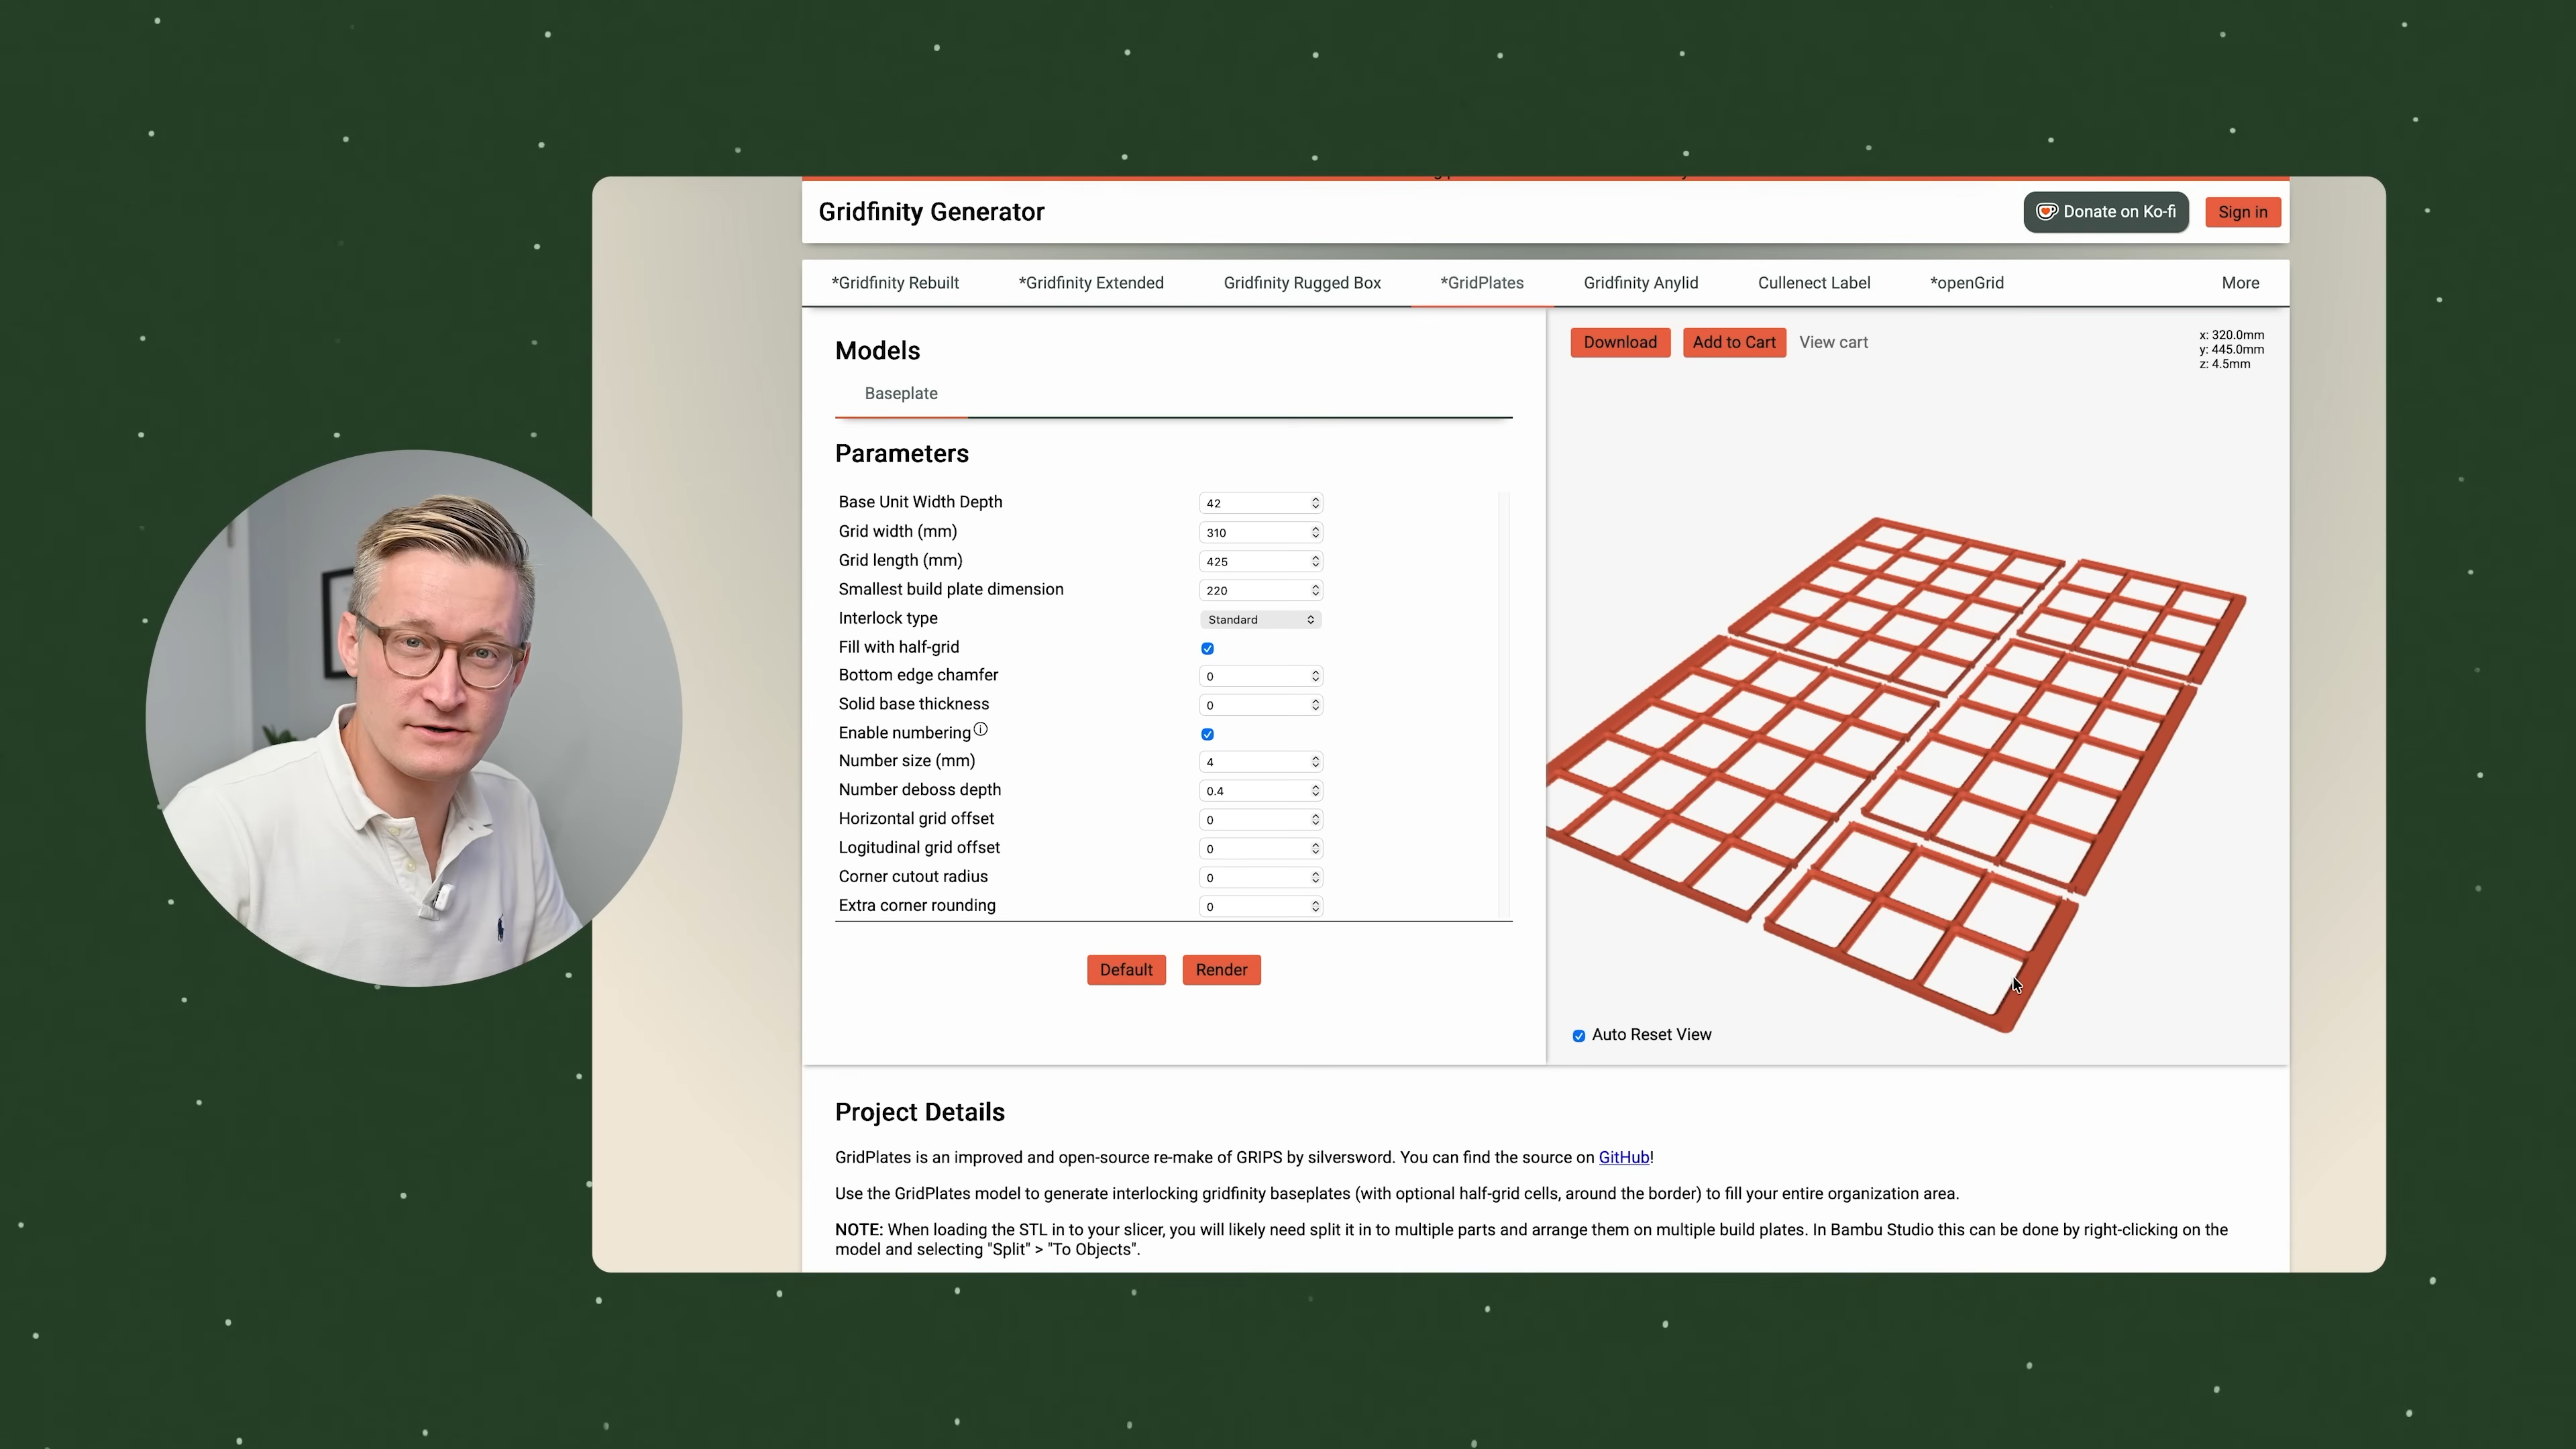 Gridfinity Generator
Donate on Ko-fi
Sign in
*Gridfinity Rebuilt
*Gridfinity Extended
Gridfinity Rugged Box
*GridPlates
Gridfinity Anylid
Cullenect Label
*openGrid
More
Models
Baseplate
Parameters
Base Unit Width Depth 42
Grid width (mm) 310
Grid length (mm) 425
Smallest build plate dimension 220
Interlock type Standard
Fill with half-grid
Bottom edge chamfer 0
Solid base thickness 0
Enable numbering
Number size (mm) 4
Number deboss depth 0.4
Horizontal grid offset 0
Logitudinal grid offset 0
Corner cutout radius 0
Extra corner rounding 0
Default
Render
Download
Add to Cart
View cart
x: 320.0mm
y: 445.0mm
z: 4.5mm
Auto Reset View
Project Details
GridPlates is an improved and open-source re-make of GRIPS by silversword. You can find the source on GitHub!
Use the GridPlates model to generate interlocking gridfinity baseplates (with optional half-grid cells, around the border) to fill your entire organization area.
NOTE: When loading the STL in to your slicer, you will likely need split it in to multiple parts and arrange them on multiple build plates. In Bambu Studio this can be done by right-clicking on the
model and selecting "Split" > "To Objects".